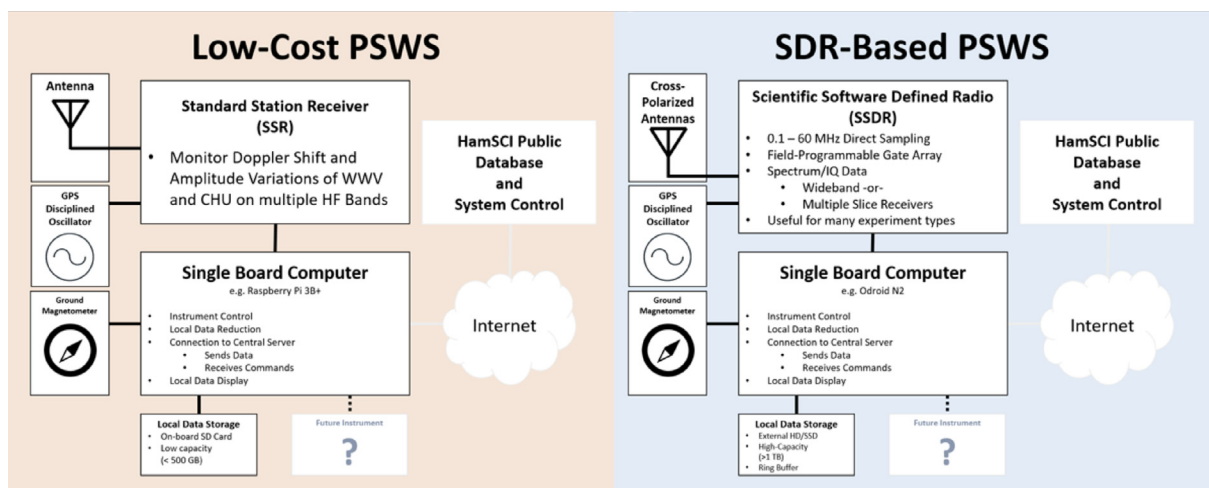 Low-Cost PSWS
Antenna
Standard Station Receiver
(SSR)
• Monitor Doppler Shift and
Amplitude Variations of WWV
and CHU on multiple HF Bands
HamSCI Public
Database
and
System Control
GPS
Disciplined
Oscillator
Single Board Computer
e.g. Raspberry Pi 3B+
• Instrument Control
• Local Data Reduction
• Connection to Central Server
• Sends Data
• Receives Commands
• Local Data Display
Internet
Ground
Magnetometer
Local Data Storage
• On-board SD Card
• Low capacity
(< 500 GB)
Future Instrument
?
SDR-Based PSWS
Cross-
Polarized
Antennas
Scientific Software Defined Radio
(SSDR)
• 0.1 – 60 MHz Direct Sampling
• Field-Programmable Gate Array
• Spectrum/IQ Data
• Wideband -or-
• Multiple Slice Receivers
• Useful for many experiment types
HamSCI Public
Database
and
System Control
GPS
Disciplined
Oscillator
Single Board Computer
e.g. Odroid N2
• Instrument Control
• Local Data Reduction
• Connection to Central Server
• Sends Data
• Receives Commands
• Local Data Display
Internet
Ground
Magnetometer
Local Data Storage
• External HD/SSD
• High-Capacity
(>1 TB)
• Ring Buffer
Future Instrument
?